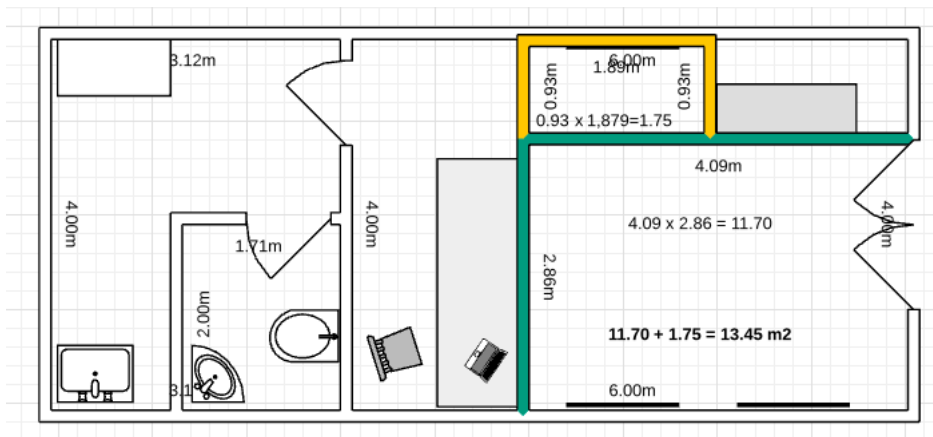 3.12m
6.00m
1.89m
0.93m
0.93m
0.93 x 1,879=1.75
4.09m
4.00m
4.00m
4.00m
4.09 x 2.86 = 11.70
1.71m
2.86m
2.00m
11.70 + 1.75 = 13.45 m2
3.1
6.00m